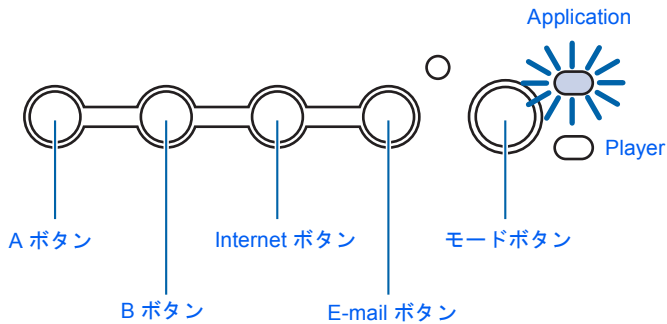 Application
Player
A ボタン
Internet ボタン
モードボタン
B ボタン
E-mail ボタン